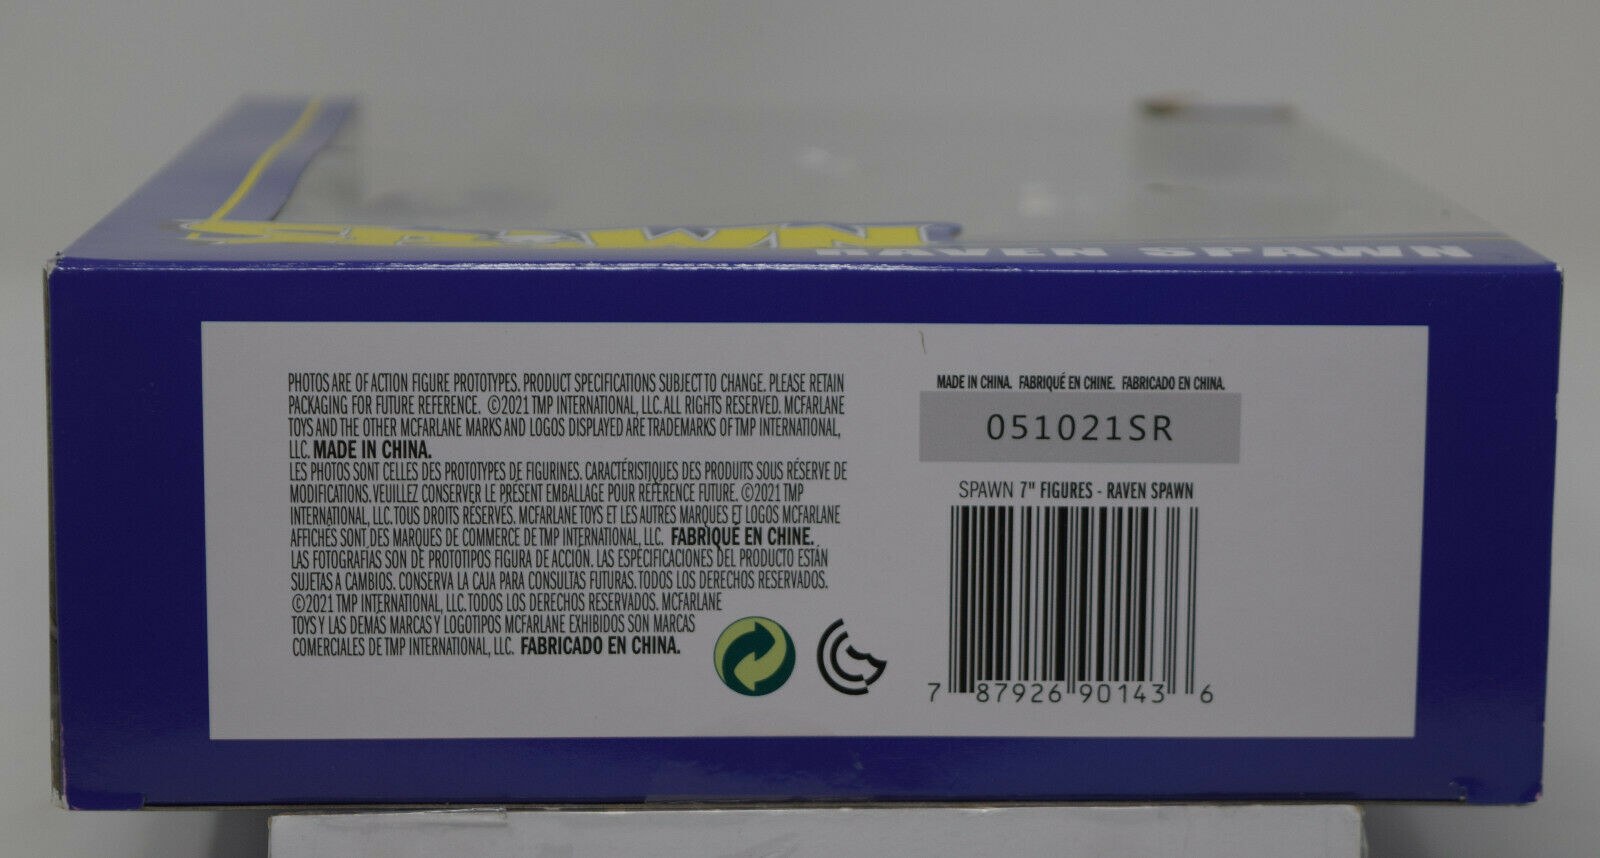 SPAWN
RAVEN SPAWN
PHOTOS ARE OF ACTION FIGURE PROTOTYPES. PRODUCT SPECIFICATIONS SUBJECT TO CHANGE. PLEASE RETAIN
PACKAGING FOR FUTURE REFERENCE. ©2021 TMP INTERNATIONAL, LLC. ALL RIGHTS RESERVED. MCFARLANE
TOYS AND THE OTHER MCFARLANE MARKS AND LOGOS DISPLAYED ARE TRADEMARKS OF TMP INTERNATIONAL,
LLC. MADE IN CHINA.
LES PHOTOS SONT CELLES DES PROTOTYPES DE FIGURINES. CARACTÉRISTIQUES DES PRODUITS SOUS RÉSERVE DE
MODIFICATIONS. VEUILLEZ CONSERVER LE PRÉSENT EMBALLAGE POUR RÉFÉRENCE FUTURE. ©2021 TMP
INTERNATIONAL, LLC. TOUS DROITS RÉSERVÉS. MCFARLANE TOYS ET LES AUTRES MARQUES ET LOGOS MCFARLANE
AFFICHÉS SONT DES MARQUES DE COMMERCE DE TMP INTERNATIONAL, LLC. FABRIQUÉ EN CHINE.
LAS FOTOGRAFÍAS SON DE PROTOTIPOS FIGURA DE ACCIÓN. LAS ESPECIFICACIONES DEL PRODUCTO ESTÁN
SUJETAS A CAMBIOS. CONSERVA LA CAJA PARA CONSULTAS FUTURAS. TODOS LOS DERECHOS RESERVADOS.
©2021 TMP INTERNATIONAL, LLC. TODOS LOS DERECHOS RESERVADOS. MCFARLANE
TOYS Y LAS DEMÁS MARCAS Y LOGOTIPOS MCFARLANE EXHIBIDOS SON MARCAS
COMERCIALES DE TMP INTERNATIONAL, LLC. FABRICADO EN CHINA.
MADE IN CHINA. FABRIQUÉ EN CHINE. FABRICADO EN CHINA.
051021SR
SPAWN 7" FIGURES - RAVEN SPAWN
7 87926 90143 6